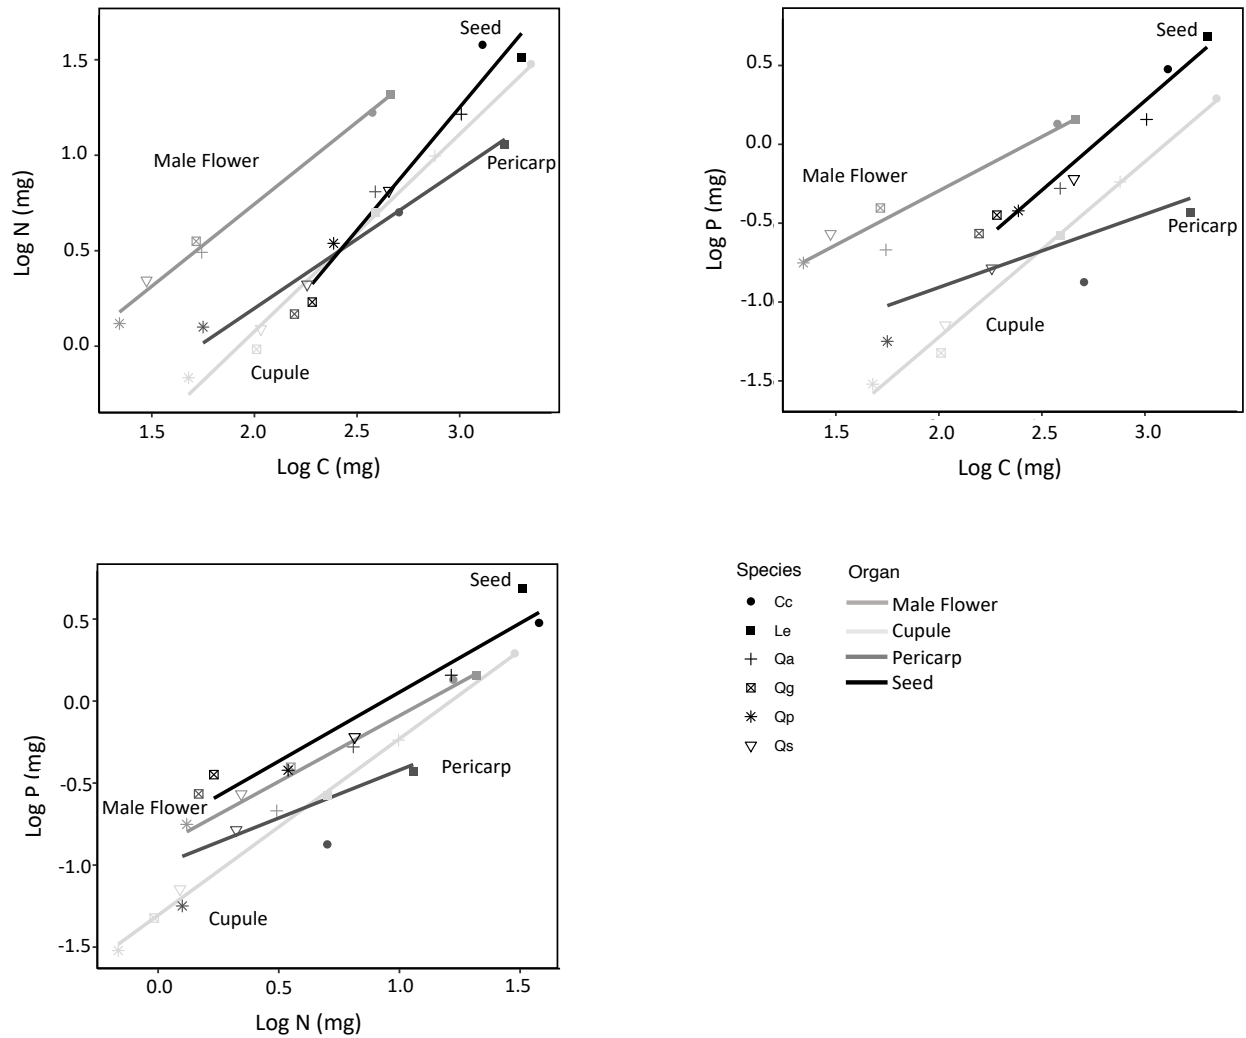 Seed
1.5
Male Flower
1.0
Pericarp
Log N (mg)
0.5
0.0
Cupule
1.5
2.0
2.5
3.0
Log C (mg)
Seed
0.5
0.0
Male Flower
Log P (mg)
-0.5
Pericarp
-1.0
Cupule
-1.5
1.5
2.0
2.5
3.0
Log C (mg)
Seed
0.5
0.0
Log P (mg)
-0.5
Pericarp
Male Flower
-1.0
Cupule
-1.5
0.0
0.5
1.0
1.5
Log N (mg)
Species
Cc
Le
Qa
Qg
Qp
Qs
Organ
Male Flower
Cupule
Pericarp
Seed